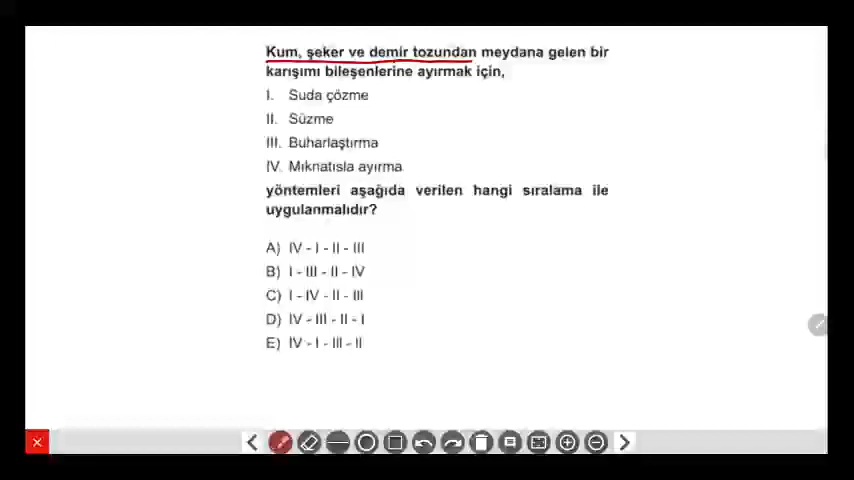 Kum, şeker ve demir tozundan meydana gelen bir
karışımı bileşenlerine ayırmak için,
I. Suda çözme
II. Süzme
III. Buharlaştırma
IV. Mıknatısla ayırma
yöntemleri aşağıda verilen hangi sıralama ile
uygulanmalıdır?
A) IV - I - II - III
B) I - III - II - IV
C) I - IV - II - III
D) IV - III - II - I
E) IV - I - III - II